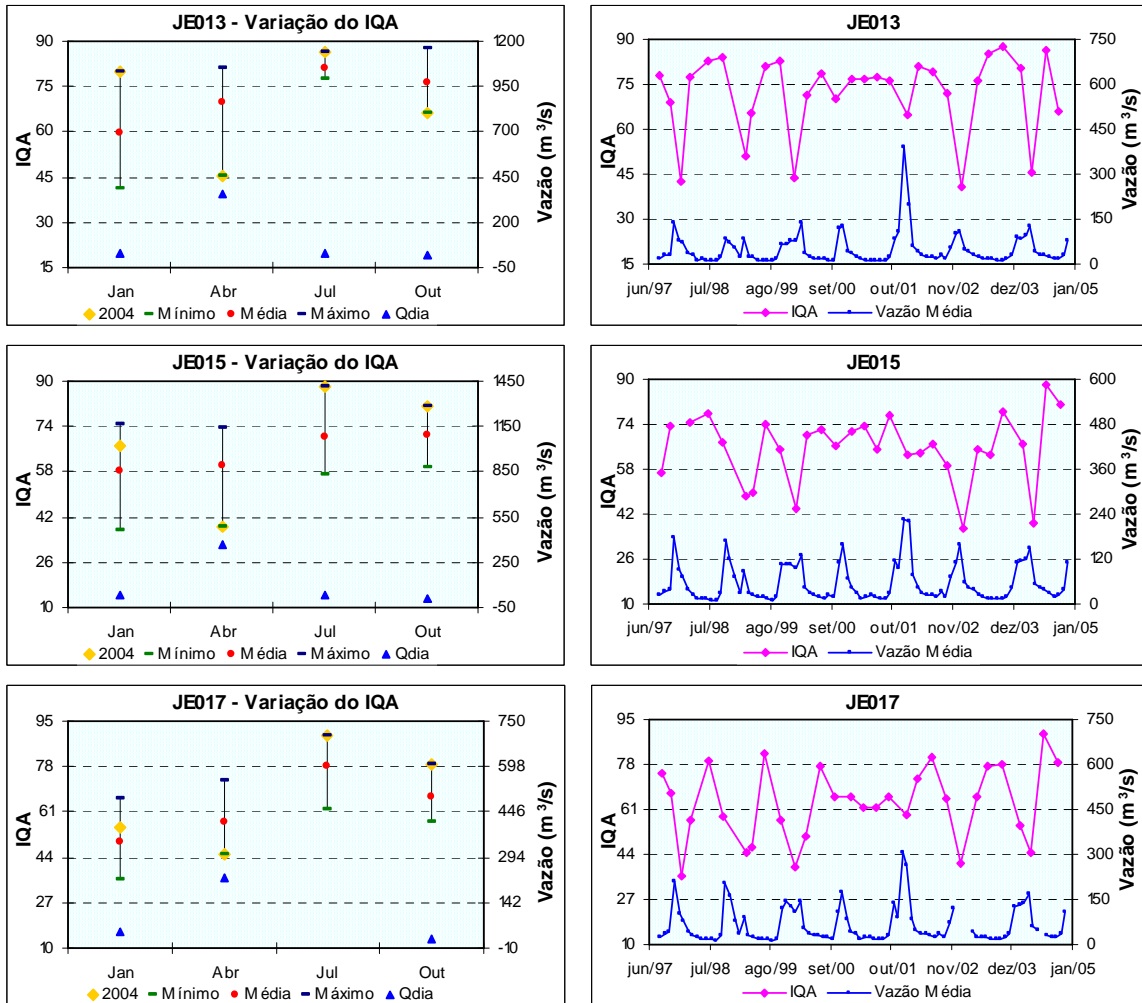 JE013 - Variação do IQA
90
75
60
45
30
15
IQA
1200
950
700
450
200
-50
Vazão (m³/s)
Jan Abr Jul Out
2004 Mínimo Média Máximo Qdia
JE013
90
75
60
45
30
15
IQA
750
600
450
300
150
0
Vazão (m³/s)
jun/97 jul/98 ago/99 set/00 out/01 nov/02 dez/03 jan/05
IQA Vazão Média
JE015 - Variação do IQA
90
74
58
42
26
10
IQA
1450
1150
850
550
250
-50
Vazão (m³/s)
Jan Abr Jul Out
2004 Mínimo Média Máximo Qdia
JE015
90
74
58
42
26
10
IQA
600
480
360
240
120
0
Vazão (m³/s)
jun/97 jul/98 ago/99 set/00 out/01 nov/02 dez/03 jan/05
IQA Vazão Média
JE017 - Variação do IQA
95
78
61
44
27
10
IQA
750
598
446
294
142
-10
Vazão (m³/s)
Jan Abr Jul Out
2004 Mínimo Média Máximo Qdia
JE017
95
78
61
44
27
10
IQA
750
600
450
300
150
0
Vazão (m³/s)
jun/97 jul/98 ago/99 set/00 out/01 nov/02 dez/03 jan/05
IQA Vazão Média